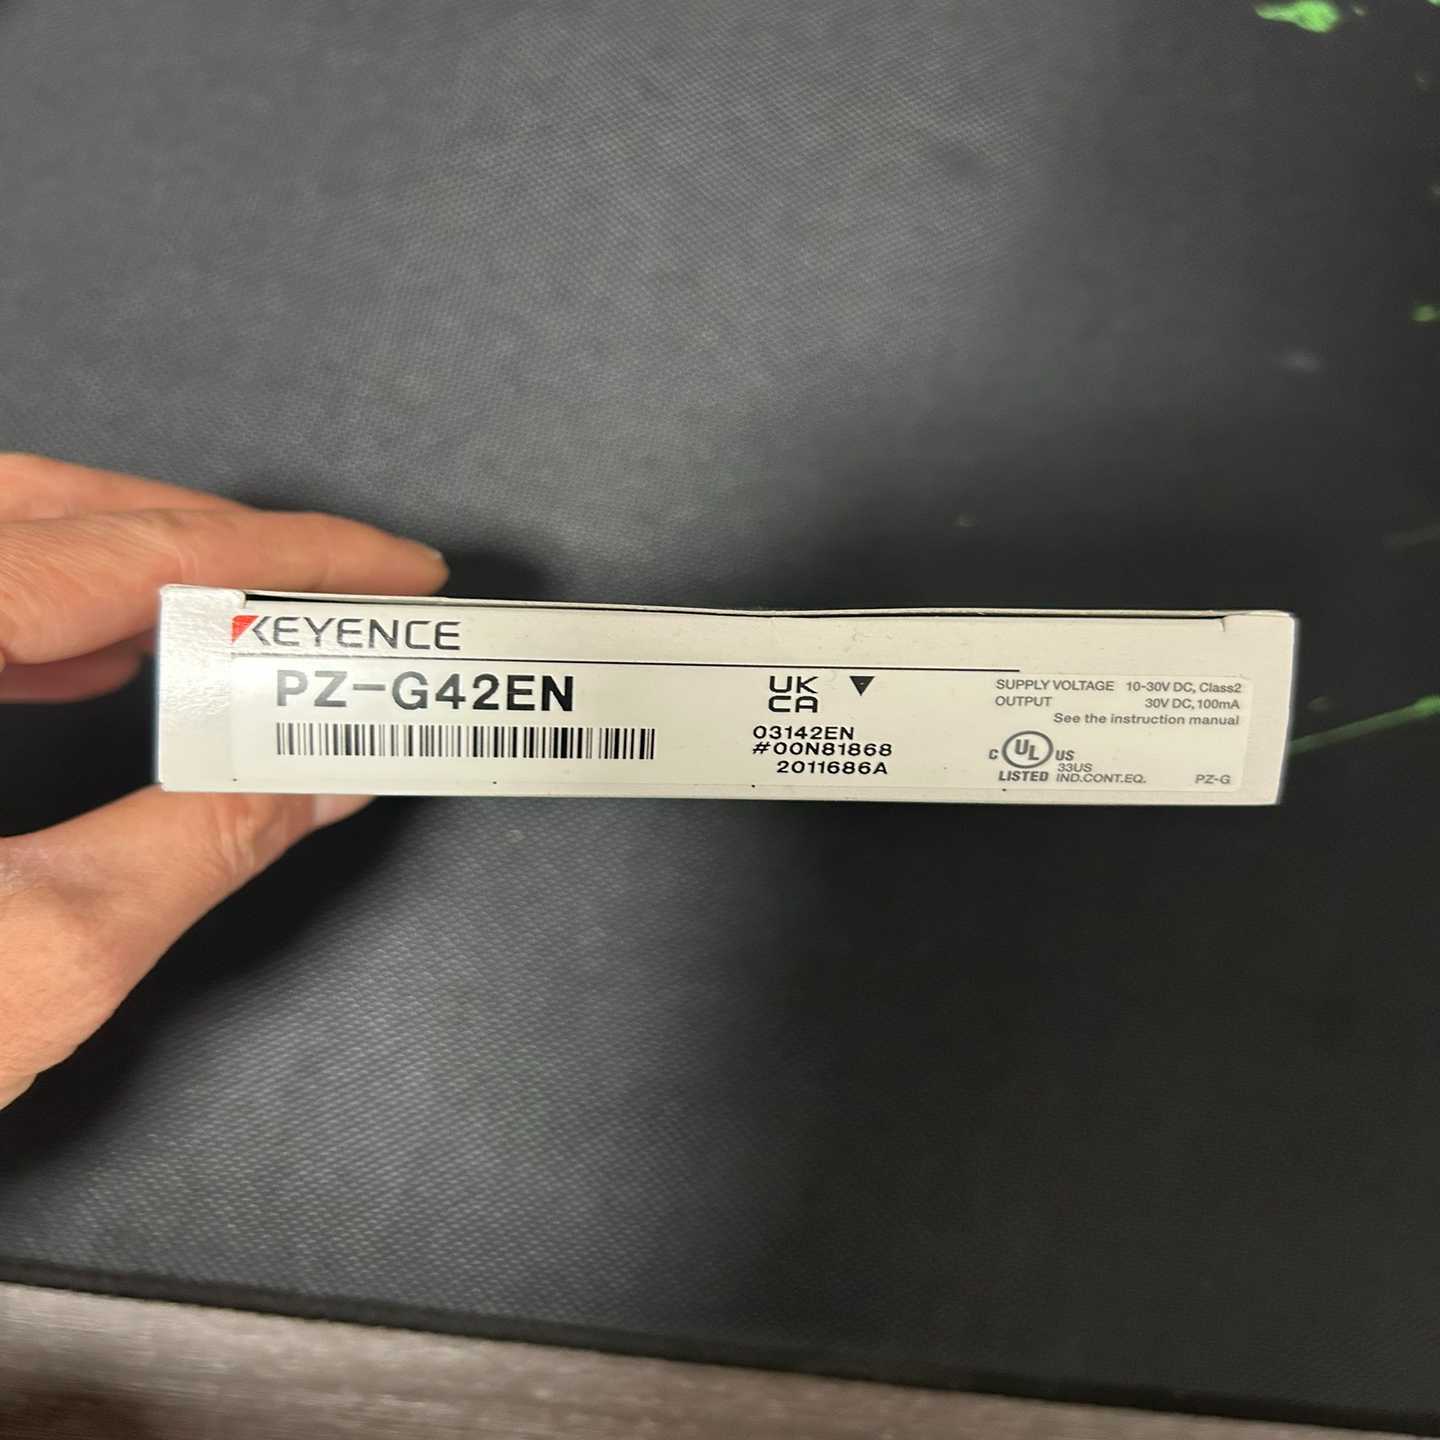 KEYENCE
PZ-G42EN
UK
CA
03142EN
#00N81868
2011686A
SUPPLY VOLTAGE 10-30V DC, Class2
OUTPUT 30V DC, 100mA
See the instruction manual
C UL US
LISTED 33US
IND.CONT.EQ.
PZ-G